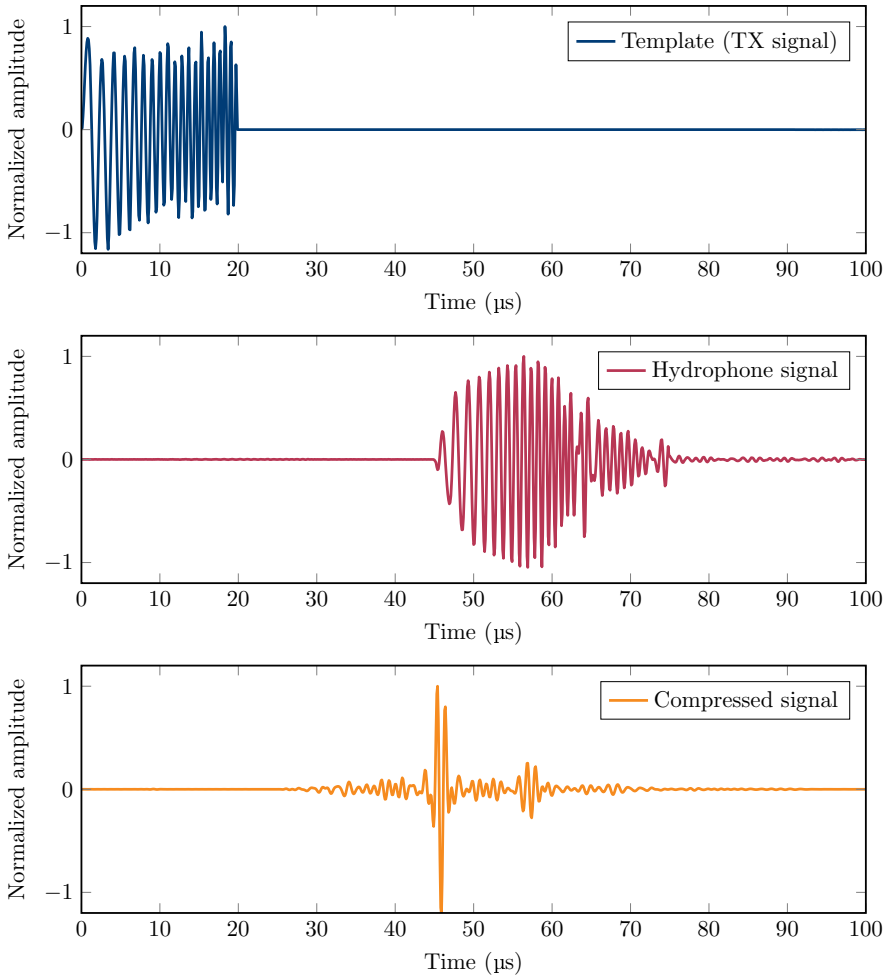 1
0
−1
Normalized amplitude
Template (TX signal)
0 10 20 30 40 50 60 70 80 90 100
Time (µs)
1
0
−1
Normalized amplitude
Hydrophone signal
0 10 20 30 40 50 60 70 80 90 100
Time (µs)
1
0
−1
Normalized amplitude
Compressed signal
0 10 20 30 40 50 60 70 80 90 100
Time (µs)